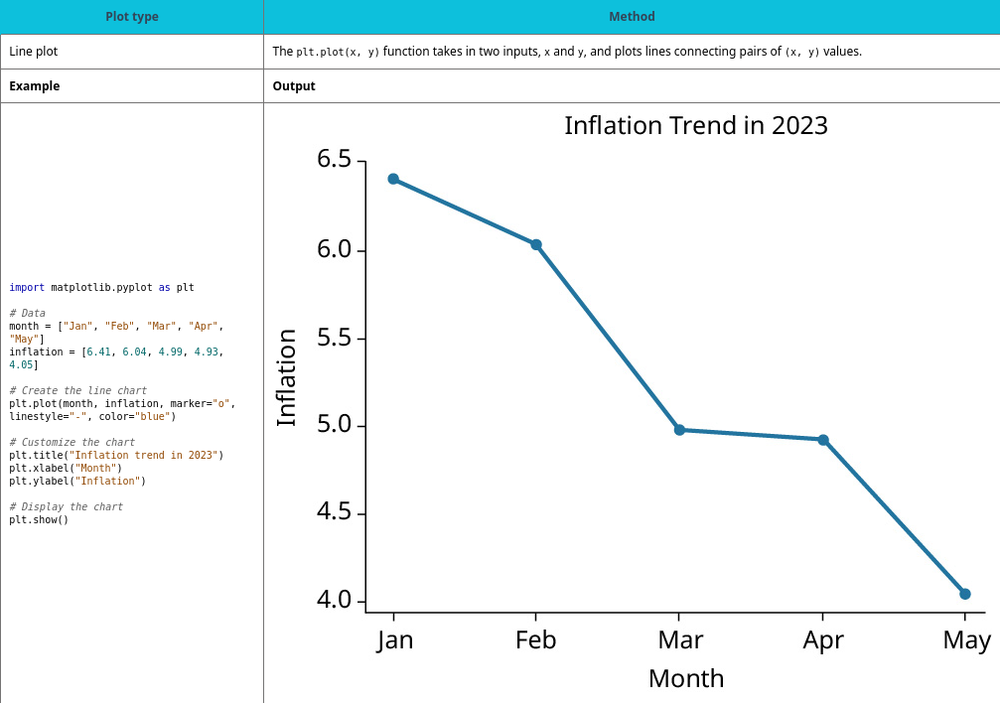 Plot type
Method
Line plot
The plt.plot(x, y) function takes in two inputs, x and y, and plots lines connecting pairs of (x, y) values.
Example
Output
import matplotlib.pyplot as plt
# Data
month = ["Jan", "Feb", "Mar", "Apr",
"May"]
inflation = [6.41, 6.04, 4.99, 4.93,
4.05]
# Create the line chart
plt.plot(month, inflation, marker="o",
linestyle="-", color="blue")
# Customize the chart
plt.title("Inflation trend in 2023")
plt.xlabel("Month")
plt.ylabel("Inflation")
# Display the chart
plt.show()
Inflation Trend in 2023
6.5
6.0
5.5
5.0
4.5
4.0
Inflation
Jan Feb Mar Apr May
Month